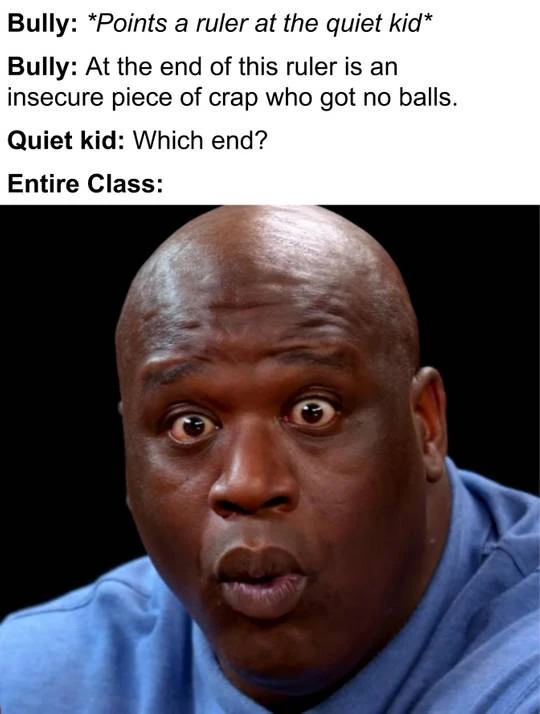 Bully: *Points a ruler at the quiet kid*
Bully: At the end of this ruler is an
insecure piece of crap who got no balls.
Quiet kid: Which end?
Entire Class: